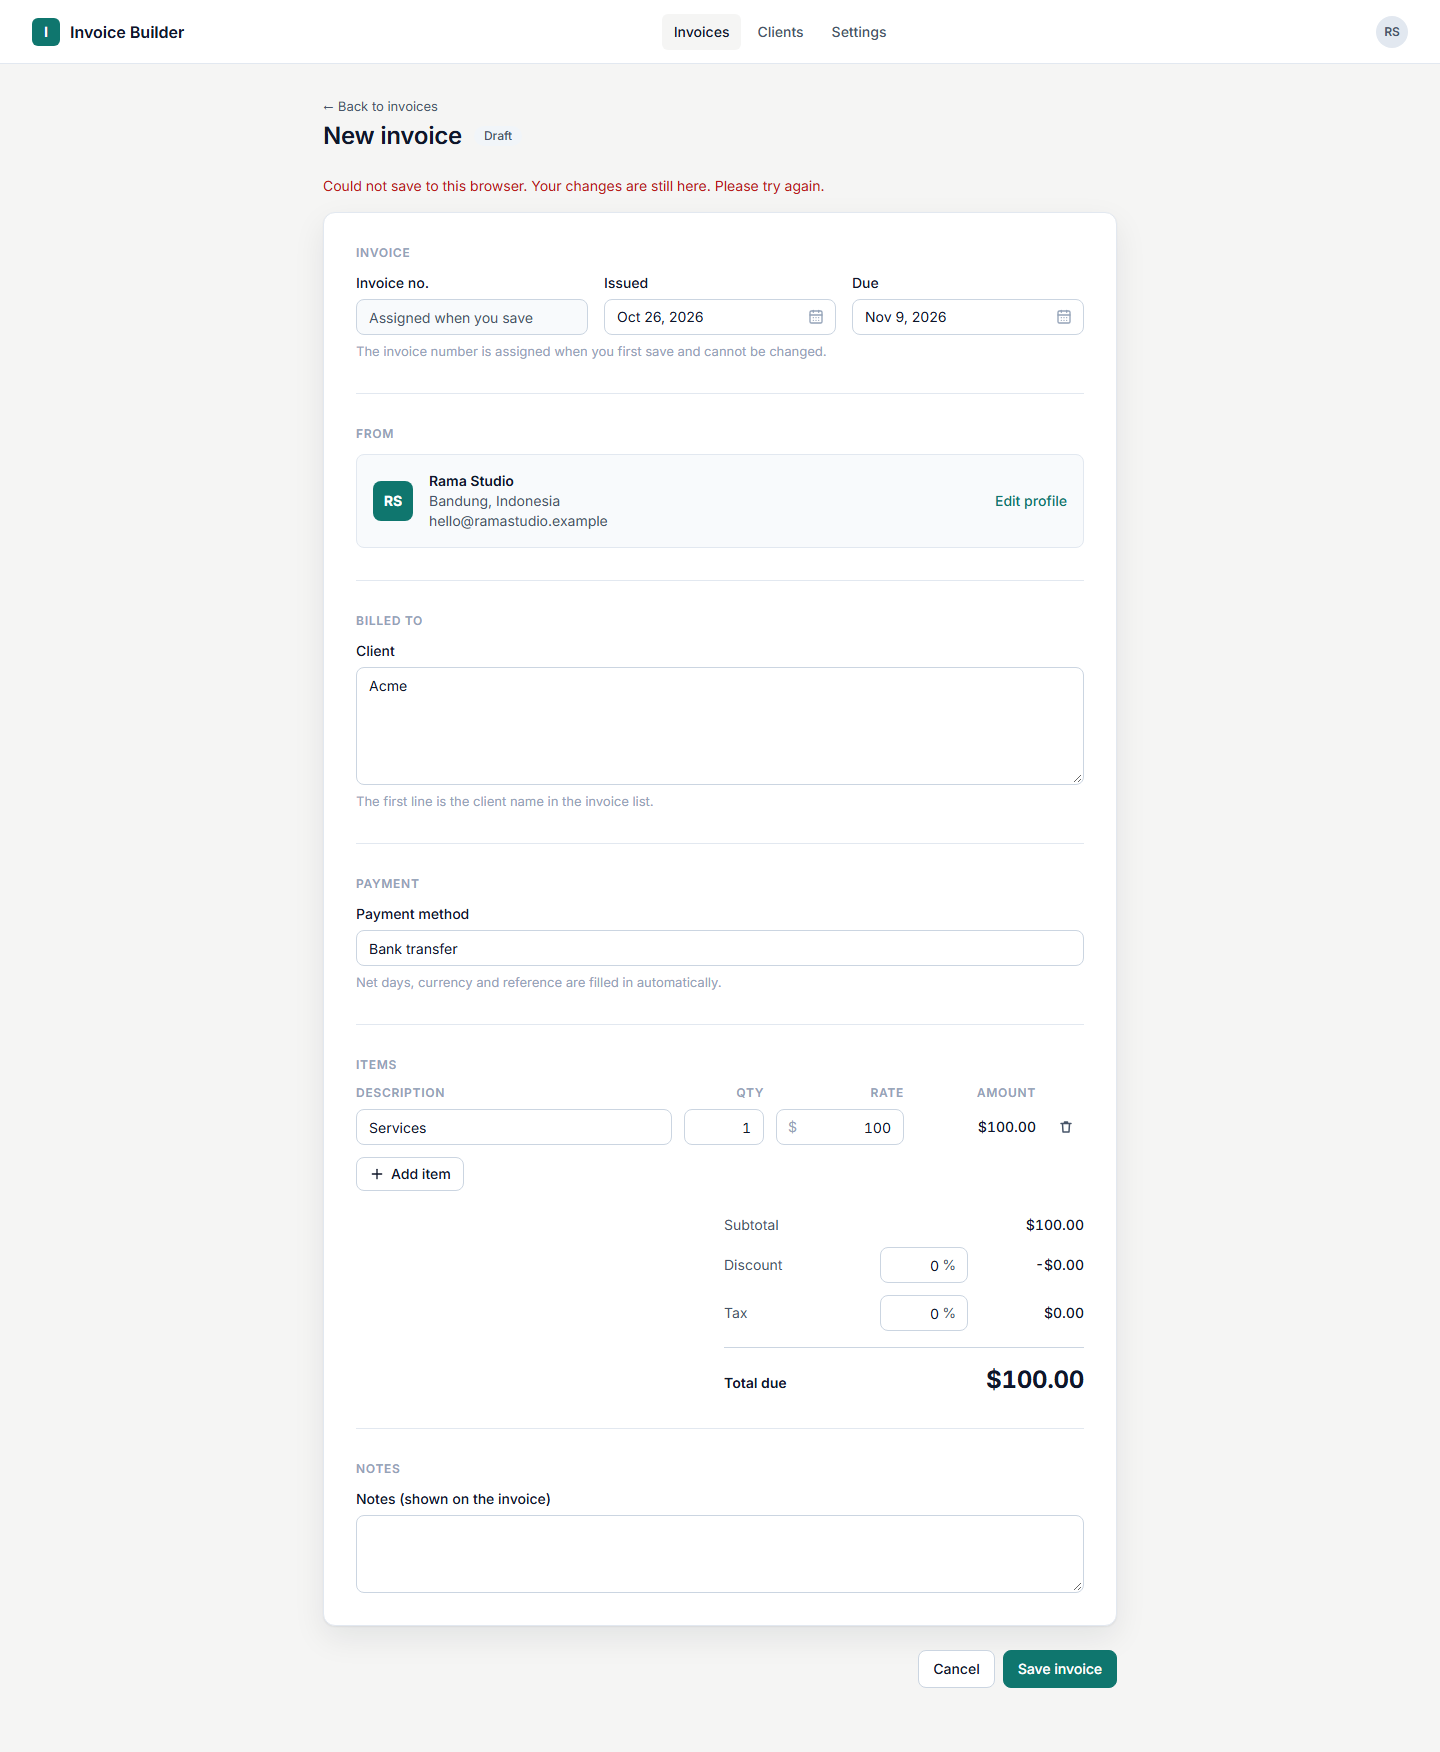 I Invoice Builder Invoices Clients Settings RS
← Back to invoices
New invoice Draft
Could not save to this browser. Your changes are still here. Please try again.
INVOICE
Invoice no. Issued Due
Assigned when you save Oct 26, 2026 Nov 9, 2026
The invoice number is assigned when you first save and cannot be changed.
FROM
RS Rama Studio
Bandung, Indonesia
hello@ramastudio.example
Edit profile
BILLED TO
Client
Acme
The first line is the client name in the invoice list.
PAYMENT
Payment method
Bank transfer
Net days, currency and reference are filled in automatically.
ITEMS
DESCRIPTION QTY RATE AMOUNT
Services 1 $ 100 $100.00
+ Add item
Subtotal $100.00
Discount 0 % -$0.00
Tax 0 % $0.00
Total due $100.00
NOTES
Notes (shown on the invoice)
Cancel Save invoice